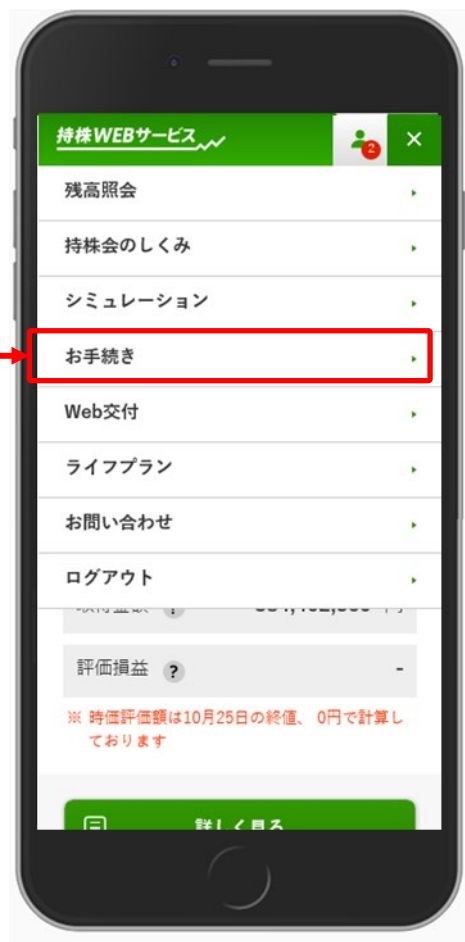 持株WEBサービス
2
×
残高照会
持株会のしくみ
シミュレーション
お手続き
Web交付
ライフプラン
お問い合わせ
ログアウト
評価損益 ? -
※ 時価評価額は10月25日の終値、 0円で計算し
ております
詳しく見る